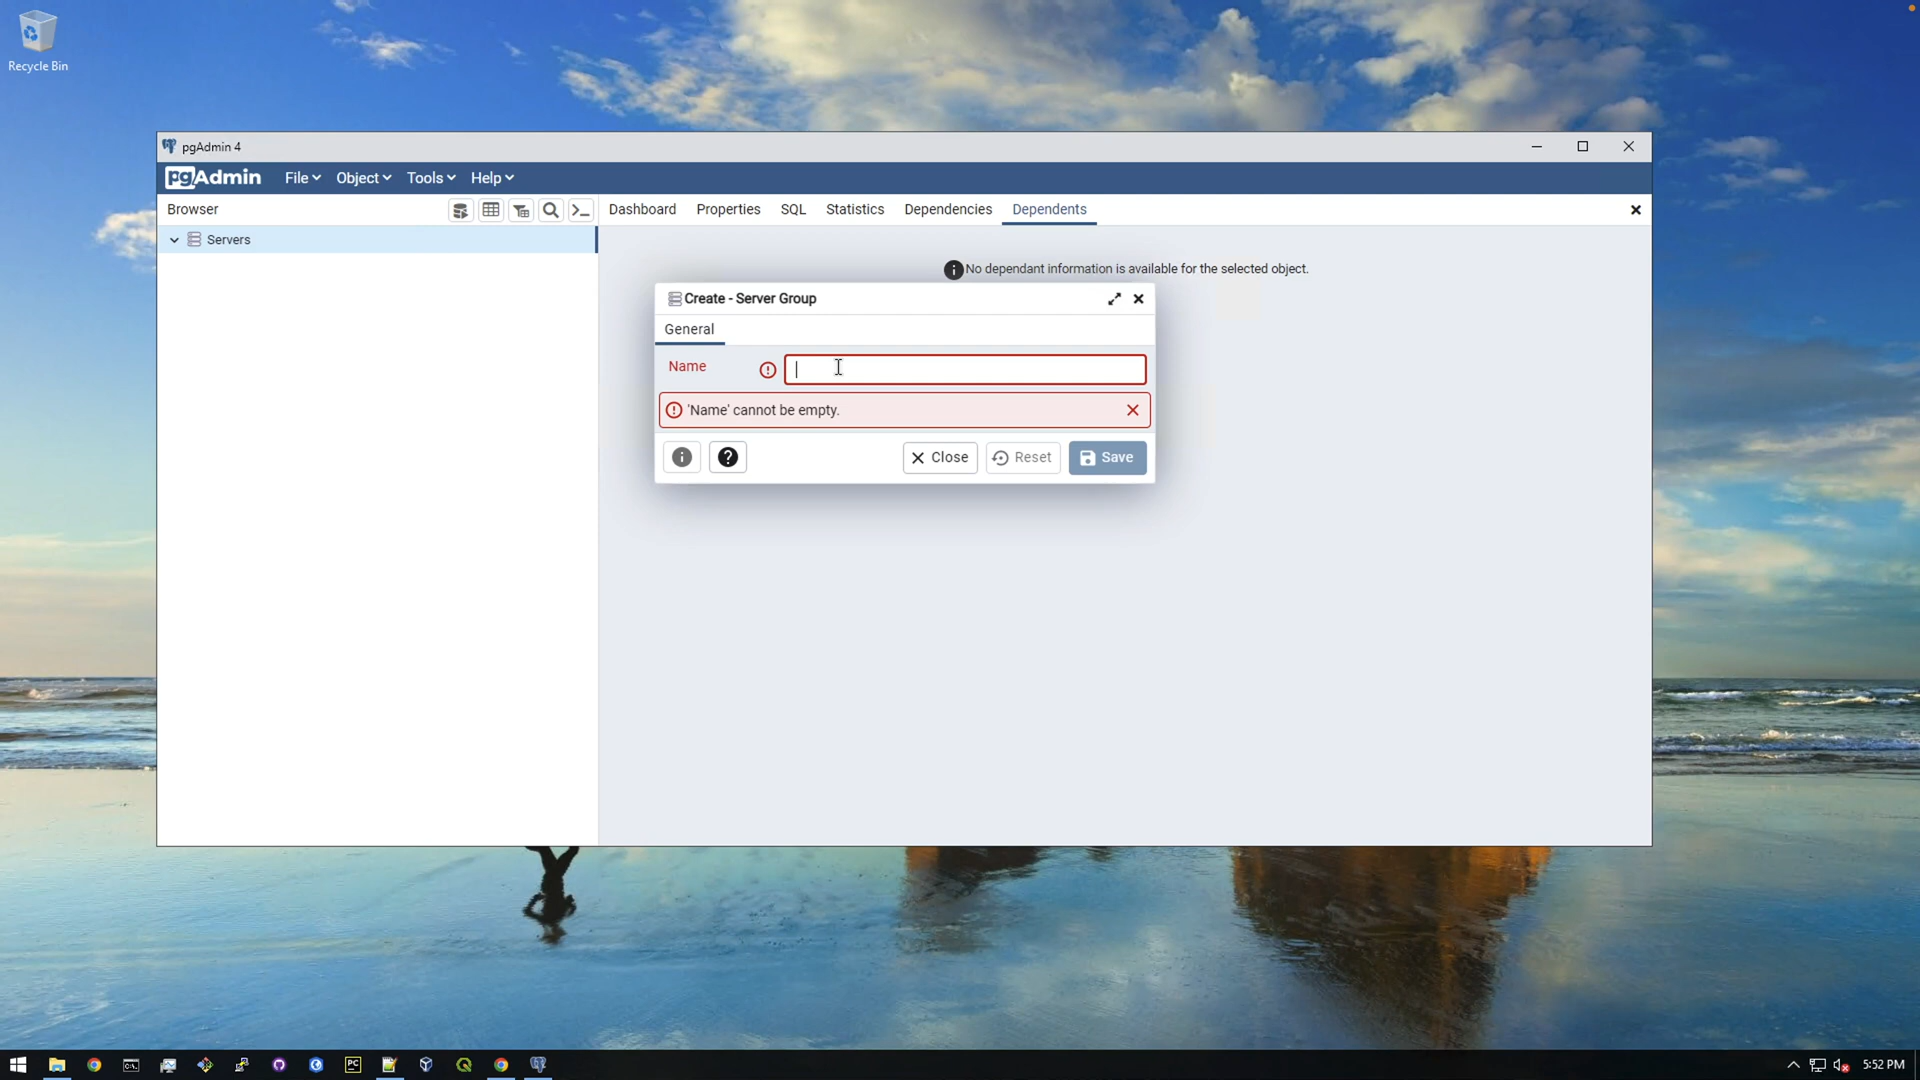 Recycle Bin
pgAdmin 4
pgAdmin File Object Tools Help
Browser
Dashboard Properties SQL Statistics Dependencies Dependents
Servers
No dependant information is available for the selected object.
Create - Server Group
General
Name
'Name' cannot be empty.
Close Reset Save
5:52 PM